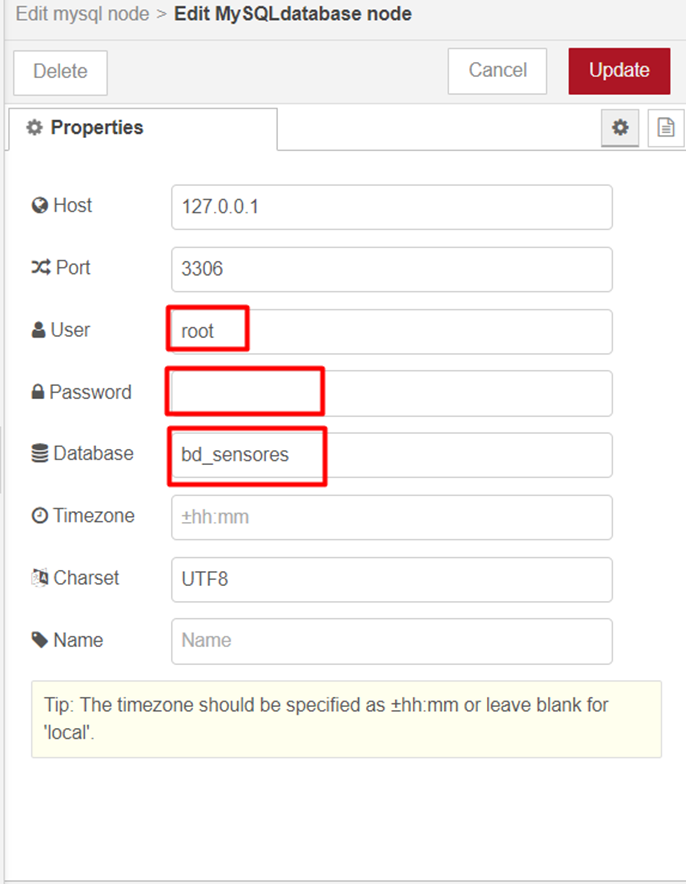 Edit mysql node > Edit MySQLdatabase node
Delete
Cancel
Update
Properties
Host
127.0.0.1
Port
3306
User
root
Password
Database
bd_sensores
Timezone
±hh:mm
Charset
UTF8
Name
Name
Tip: The timezone should be specified as ±hh:mm or leave blank for
'local'.